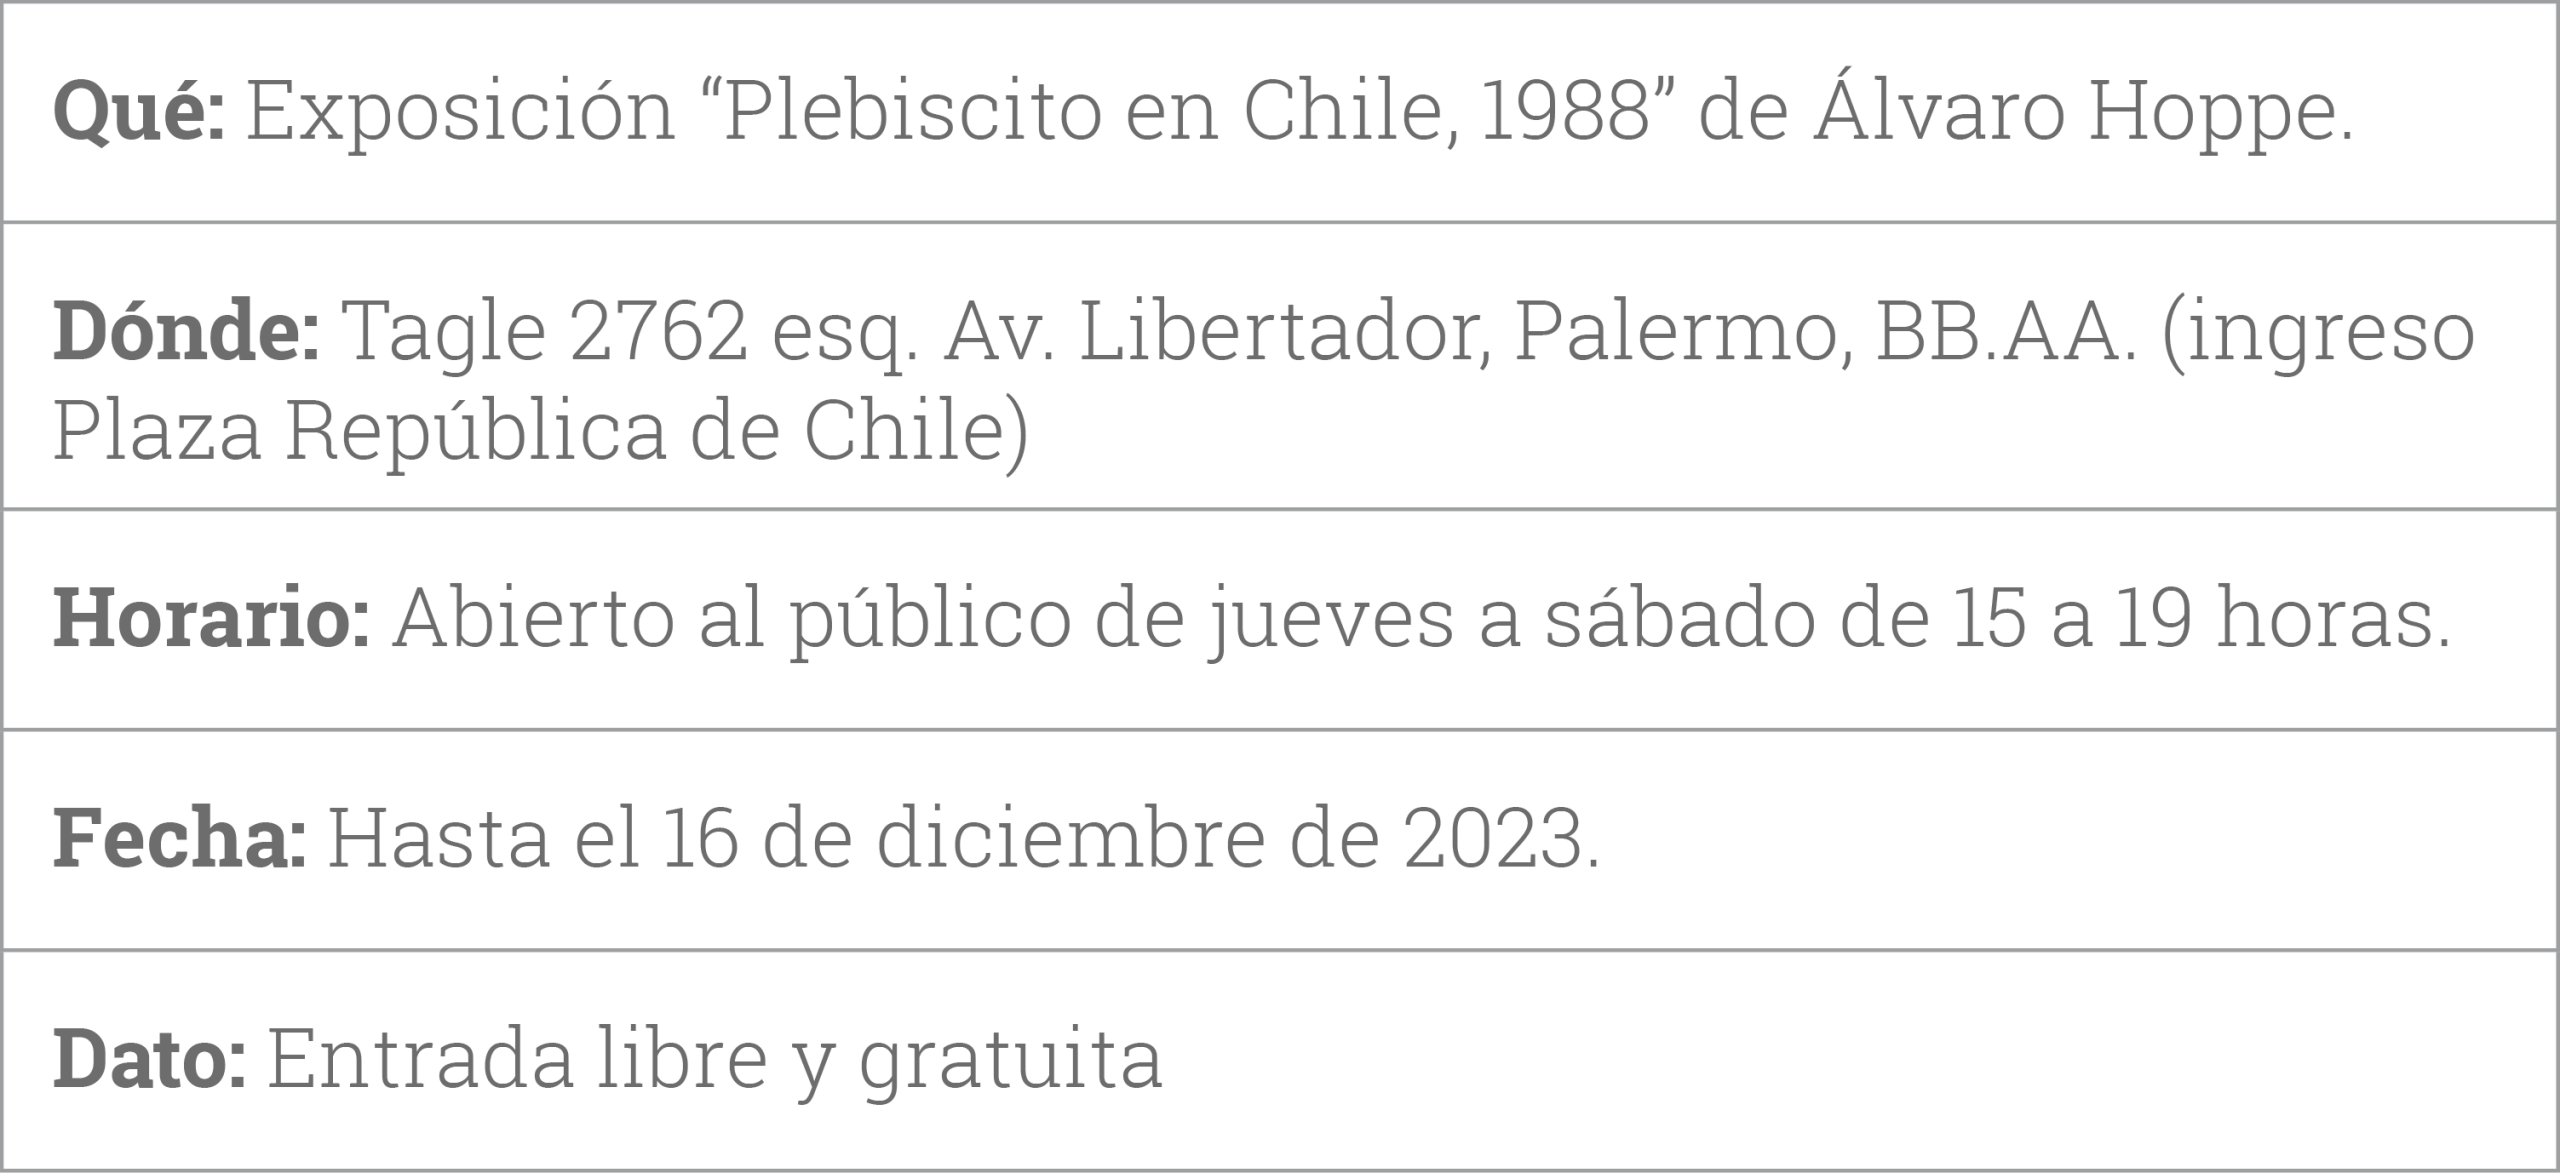 Qué: Exposición “Plebiscito en Chile, 1988” de Álvaro Hoppe.
Dónde: Tagle 2762 esq. Av. Libertador, Palermo, BB.AA. (ingreso
Plaza República de Chile)
Horario: Abierto al público de jueves a sábado de 15 a 19 horas.
Fecha: Hasta el 16 de diciembre de 2023.
Dato: Entrada libre y gratuita